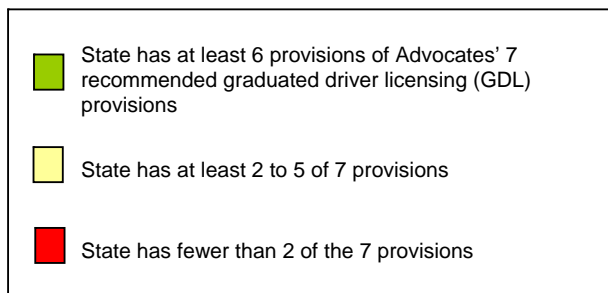 State has at least 6 provisions of Advocates’ 7
recommended graduated driver licensing (GDL)
provisions
State has at least 2 to 5 of 7 provisions
State has fewer than 2 of the 7 provisions